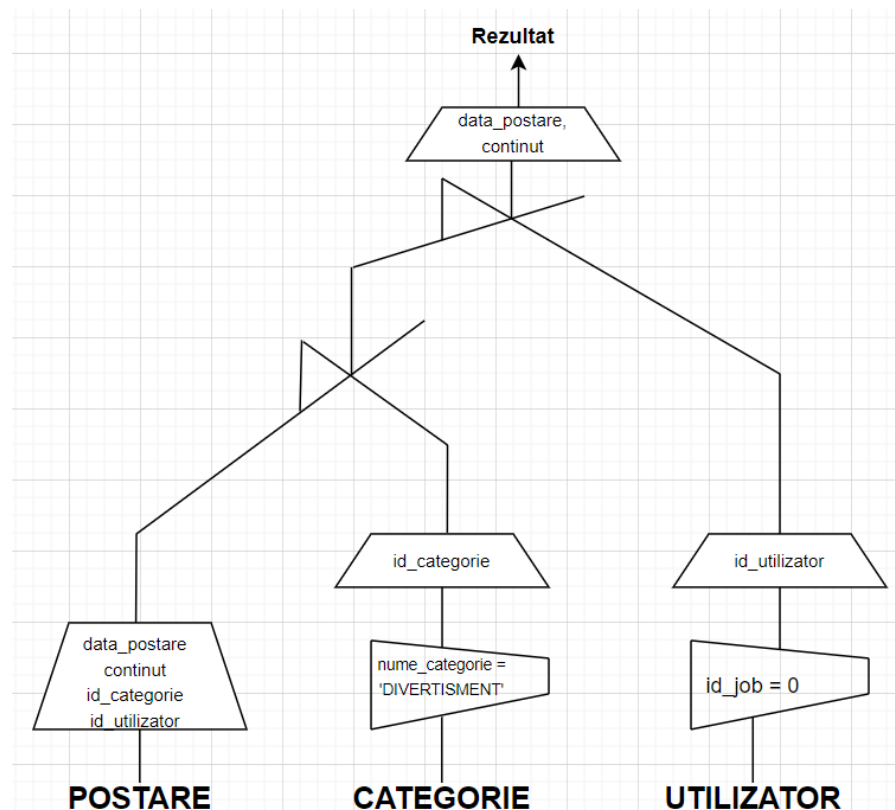 Rezultat
data_postare,
continut
id_categorie
id_utilizator
data_postare
continut
id_categorie
id_utilizator
nume_categorie =
'DIVERTISMENT'
id_job = 0
POSTARE
CATEGORIE
UTILIZATOR